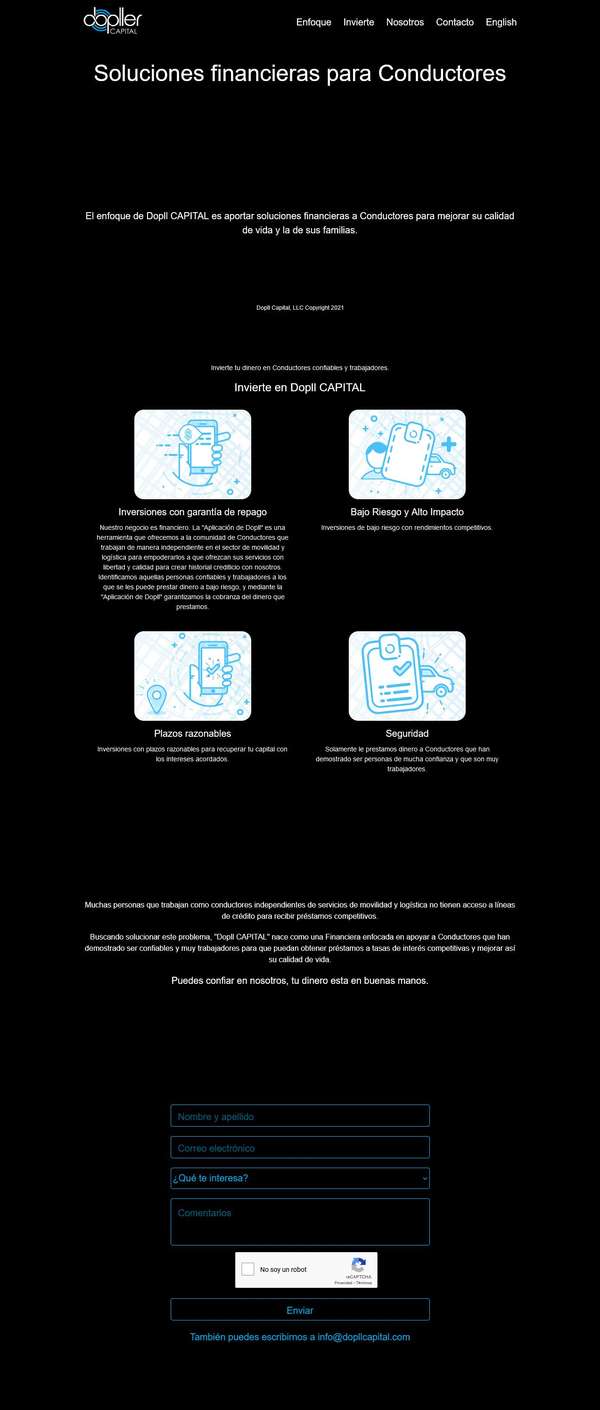 dopller
CAPITAL
Enfoque Invierte Nosotros Contacto English
Soluciones financieras para Conductores
El enfoque de Dopll CAPITAL es aportar soluciones financieras a Conductores para mejorar su calidad
de vida y la de sus familias.
Dopll Capital, LLC Copyright 2021
Invierte tu dinero en Conductores confiables y trabajadores.
Invierte en Dopll CAPITAL
Inversiones con garantía de repago
Nuestro negocio es financiero. La "Aplicación de Dopll" es una
herramienta que ofrecemos a la comunidad de Conductores que
trabajan de manera independiente en el sector de movilidad y
logística para empoderarlos a que ofrezcan sus servicios con
libertad y calidad para crear historial crediticio con nosotros.
Identificamos aquellas personas confiables y trabajadores a los
que se les puede prestar dinero a bajo riesgo, y mediante la
"Aplicación de Dopll" garantizamos la cobranza del dinero que
prestamos.
Bajo Riesgo y Alto Impacto
Inversiones de bajo riesgo con rendimientos competitivos.
Plazos razonables
Inversiones con plazos razonables para recuperar tu capital con
los intereses acordados.
Seguridad
Solamente le prestamos dinero a Conductores que han
demostrado ser personas de mucha confianza y que son muy
trabajadores.
Muchas personas que trabajan como conductores independientes de servicios de movilidad y logística no tienen acceso a líneas
de crédito para recibir préstamos competitivos.
Buscando solucionar este problema, "Dopll CAPITAL" nace como una Financiera enfocada en apoyar a Conductores que han
demostrado ser confiables y muy trabajadores para que puedan obtener préstamos a tasas de interés competitivas y mejorar así
su calidad de vida.
Puedes confiar en nosotros, tu dinero esta en buenas manos.
Nombre y apellido
Correo electrónico
¿Qué te interesa?
Comentarios
No soy un robot
reCAPTCHA
Privacidad - Términos
Enviar
También puedes escribirnos a info@dopllcapital.com